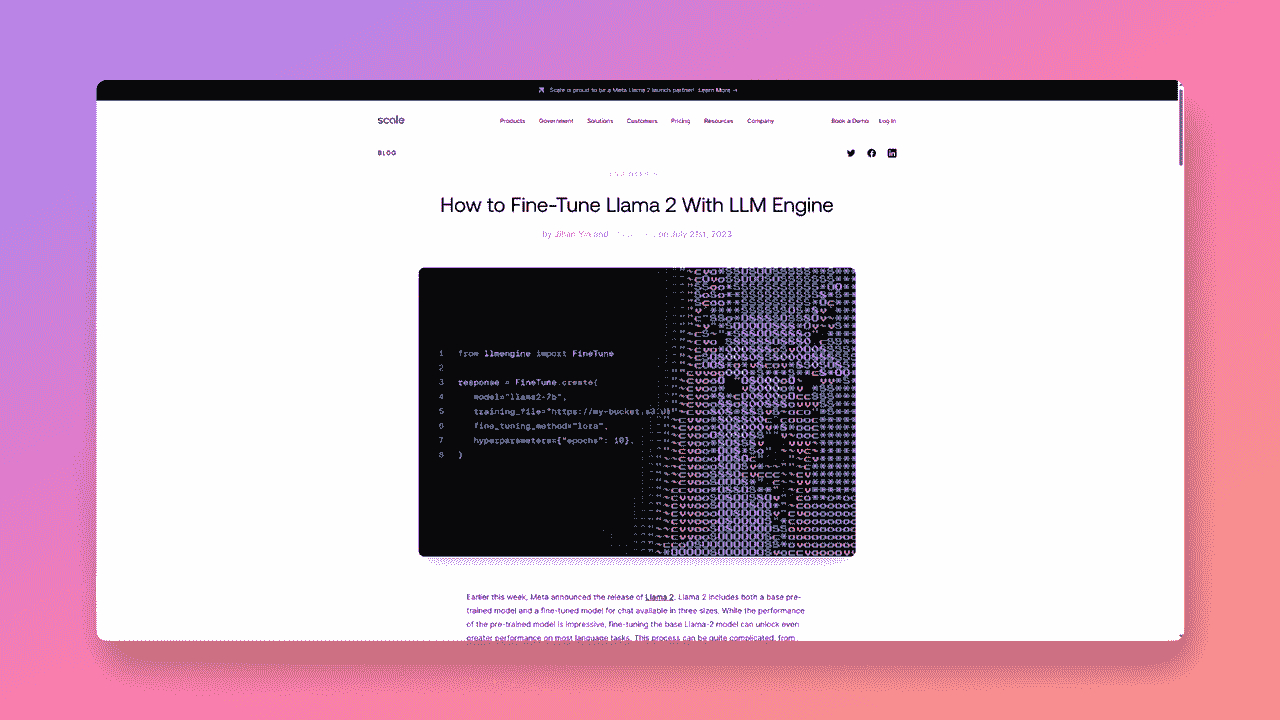 Scale is proud to be a Meta Llama 2 launch partner! Learn More →
scale
Products Government Solutions Customers Pricing Resources Company
Book a Demo Log In
BLOG
How to Fine-Tune Llama 2 With LLM Engine
by on July 21st, 2023
1 from llmengine import FineTune
2
3 response = FineTune.create(
4 model="llama2-7b",
5 training_file="https://my-bucket.s3.
6 fine_tuning_method="lora",
7 hyperparameters={"epochs": 10},
8 )
Earlier this week, Meta announced the release of Llama 2. Llama 2 includes both a base pre-
trained model and a fine-tuned model for chat available in three sizes. While the performance
of the pre-trained model is impressive, fine-tuning the base Llama-2 model can unlock even
greater performance on most language tasks. This process can be quite complicated, from